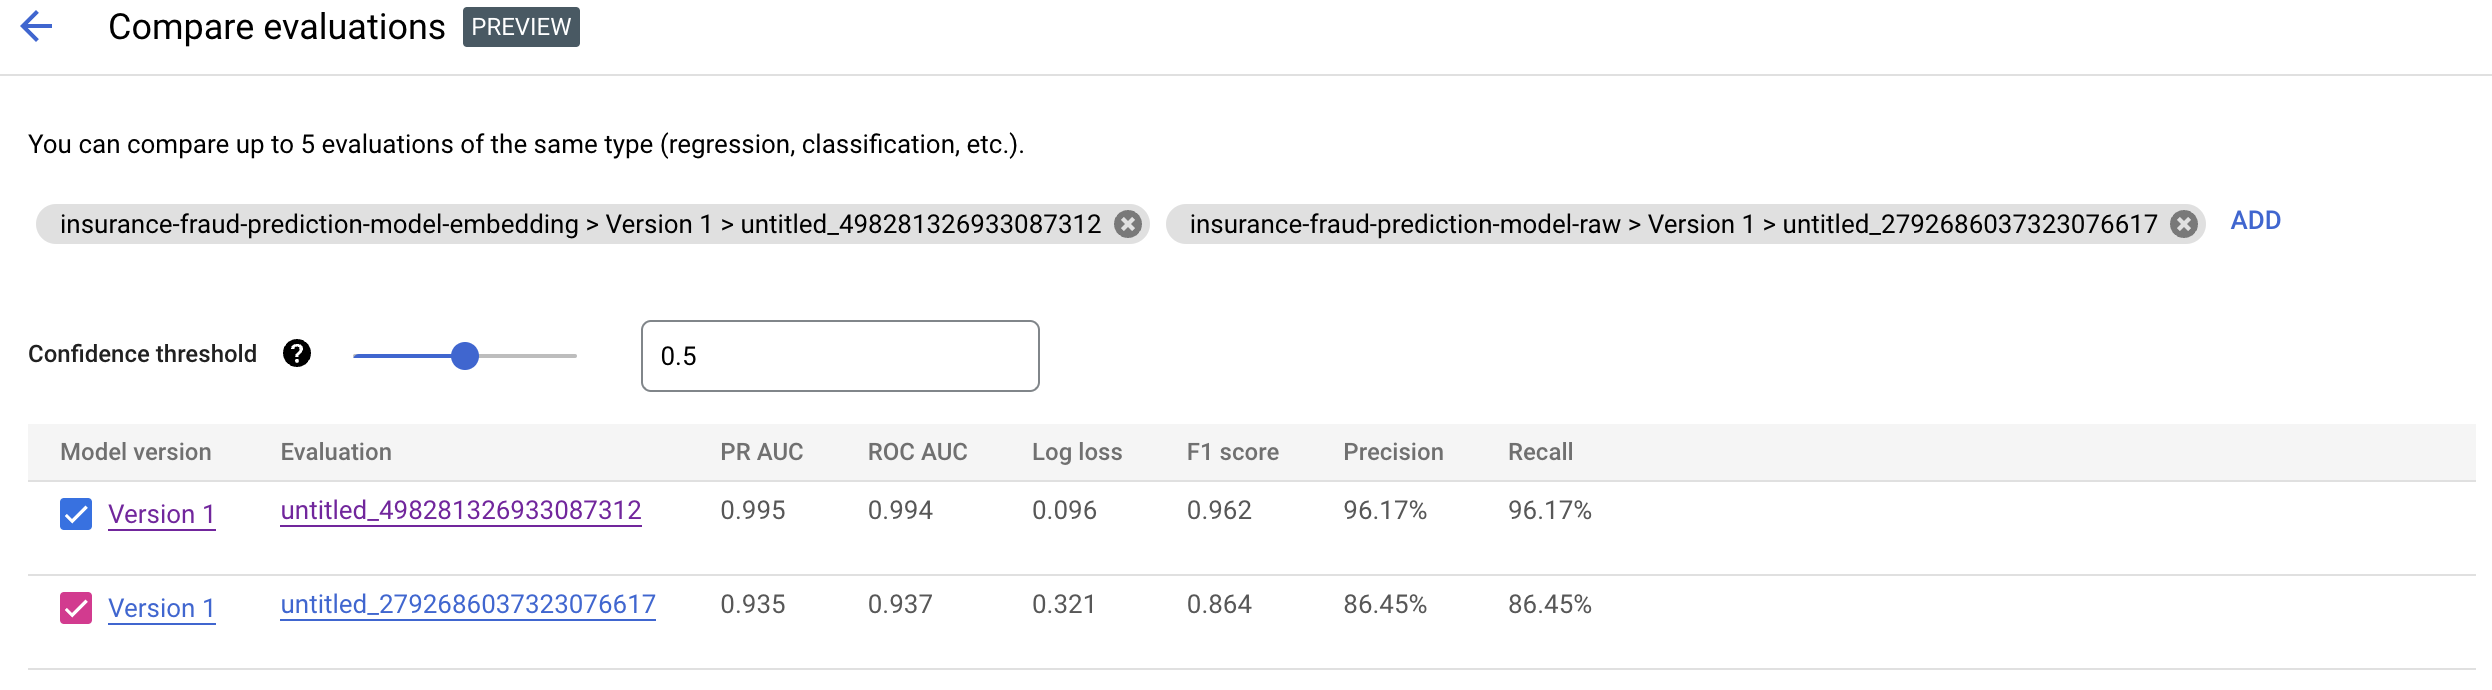 Compare evaluations PREVIEW
You can compare up to 5 evaluations of the same type (regression, classification, etc.).
insurance-fraud-prediction-model-embedding > Version 1 > untitled_498281326933087312 insurance-fraud-prediction-model-raw > Version 1 > untitled_2792686037323076617 ADD
Confidence threshold ? 0.5
Model version Evaluation PR AUC ROC AUC Log loss F1 score Precision Recall
Version 1 untitled_498281326933087312 0.995 0.994 0.096 0.962 96.17% 96.17%
Version 1 untitled_2792686037323076617 0.935 0.937 0.321 0.864 86.45% 86.45%